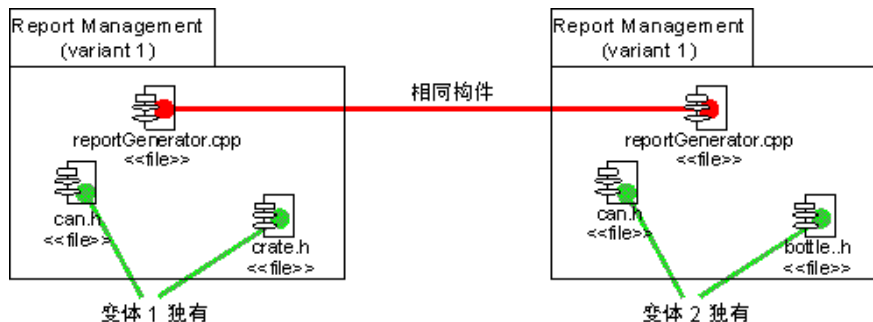 Report Management
(variant 1)
Report Management
(variant 1)
相同构件
reportGenerator.cpp
<<file>>
reportGenerator.cpp
<<file>>
can.h
<<file>>
crate.h
<<file>>
can.h
<<file>>
bottle..h
<<file>>
变体 1 独有
变体 2 独有